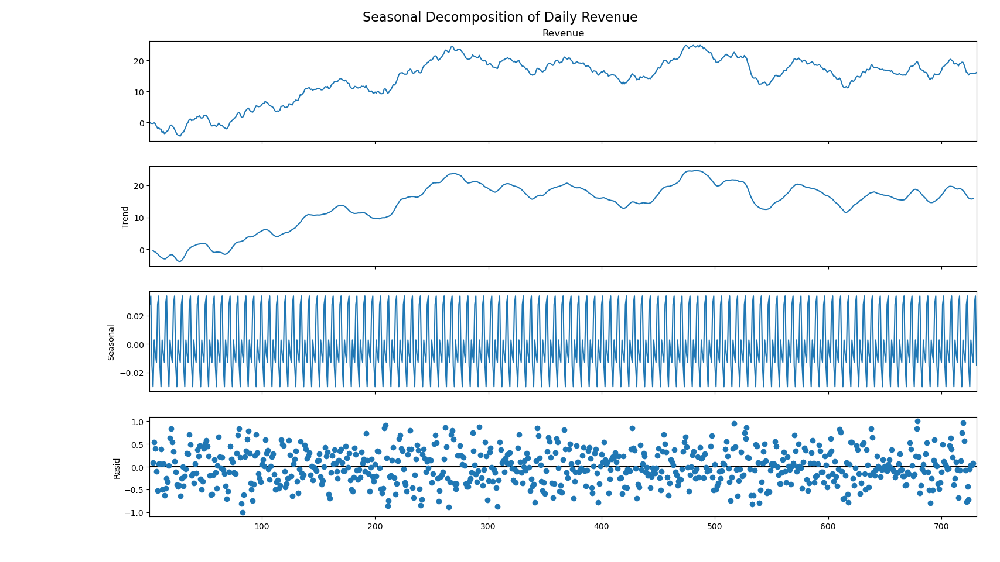 Seasonal Decomposition of Daily Revenue
Revenue
20
10
0
Trend
20
10
0
Seasonal
0.02
0.00
−0.02
Resid
1.0
0.5
0.0
−0.5
−1.0
100 200 300 400 500 600 700